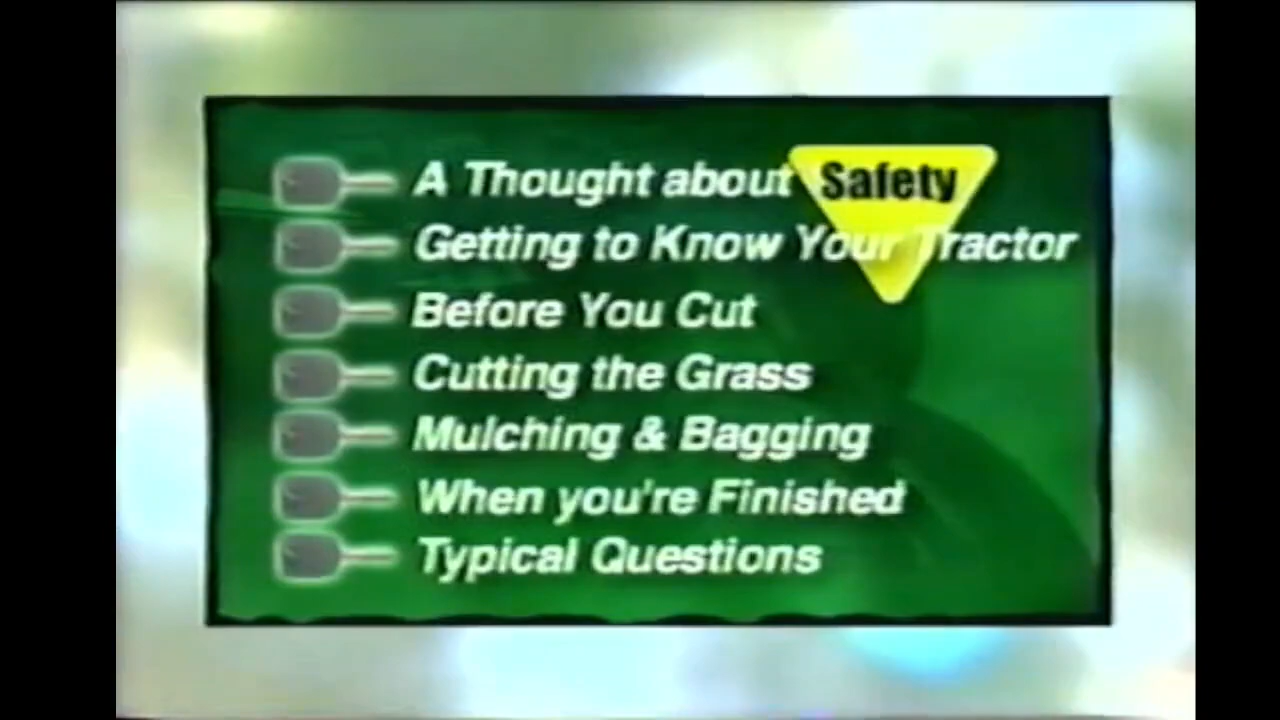 A Thought about Safety
Getting to Know Your Tractor
Before You Cut
Cutting the Grass
Mulching & Bagging
When you're Finished
Typical Questions